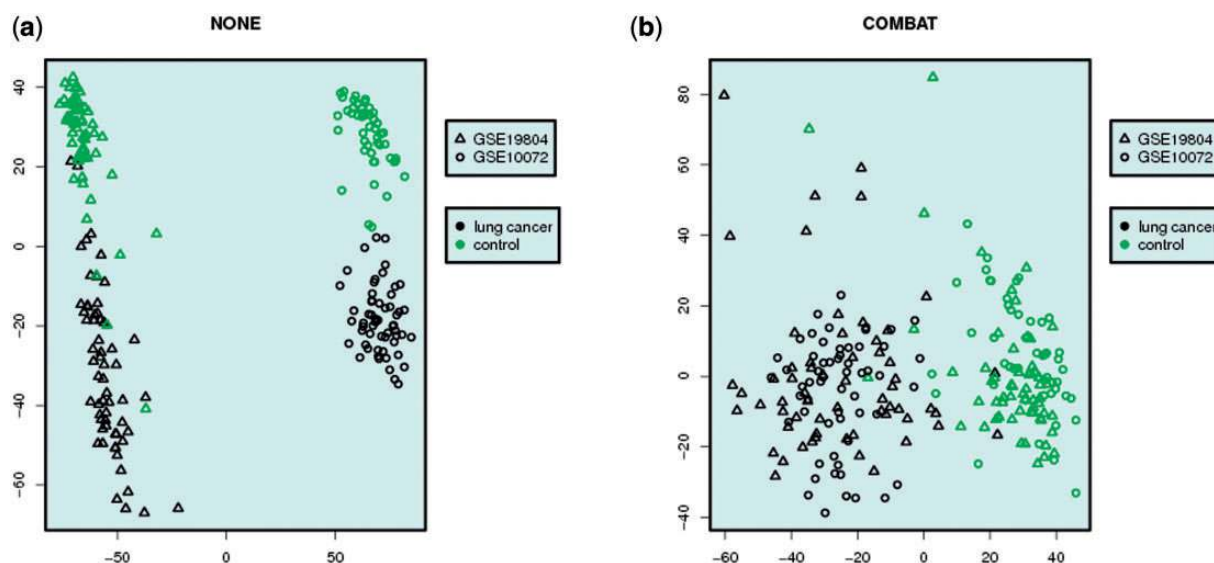 (a) NONE
40
20
0
−20
−40
−60
−50 0 50
GSE19804
GSE10072
lung cancer
control
(b) COMBAT
80
60
40
20
0
−20
−40
−60 −40 −20 0 20 40
GSE19804
GSE10072
lung cancer
control